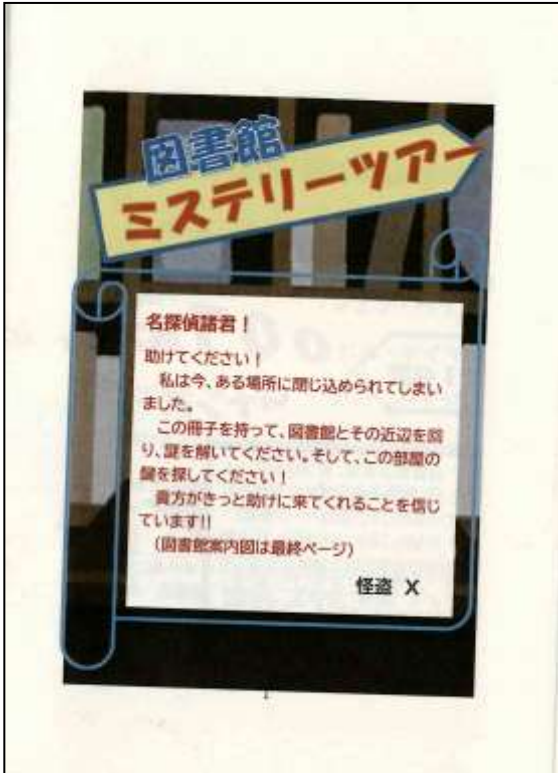 図書館
ミステリーツアー
名探偵諸君！
助けてください！
私は今、ある場所に閉じ込められてしまい
ました。
この冊子を持って、図書館とその近辺を回
り、謎を解いてください。そして、この部屋の
鍵を探してください！
貴方がきっと助けに来てくれることを信じ
ています!!
（図書館案内図は最終ページ）
怪盗 X
1